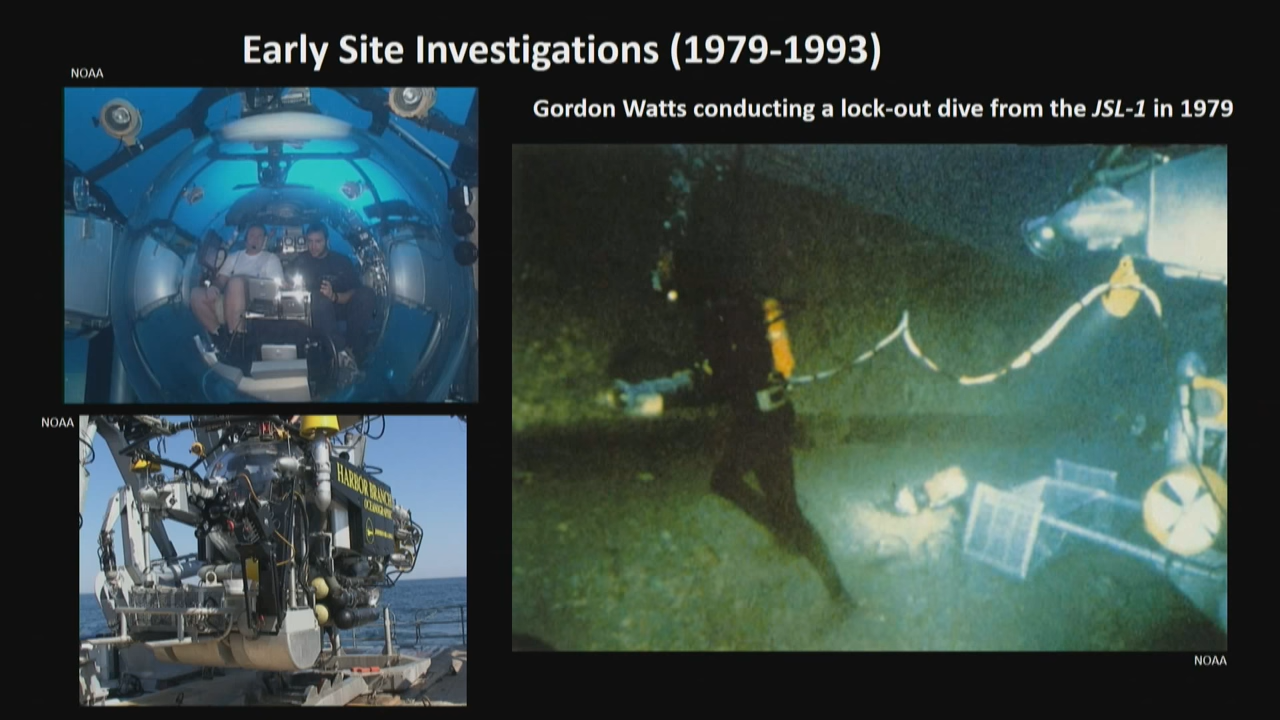 Early Site Investigations (1979-1993)
NOAA
Gordon Watts conducting a lock-out dive from the JSL-1 in 1979
NOAA
HARBOR BRANCH
OCEANOGRAPHIC
NOAA